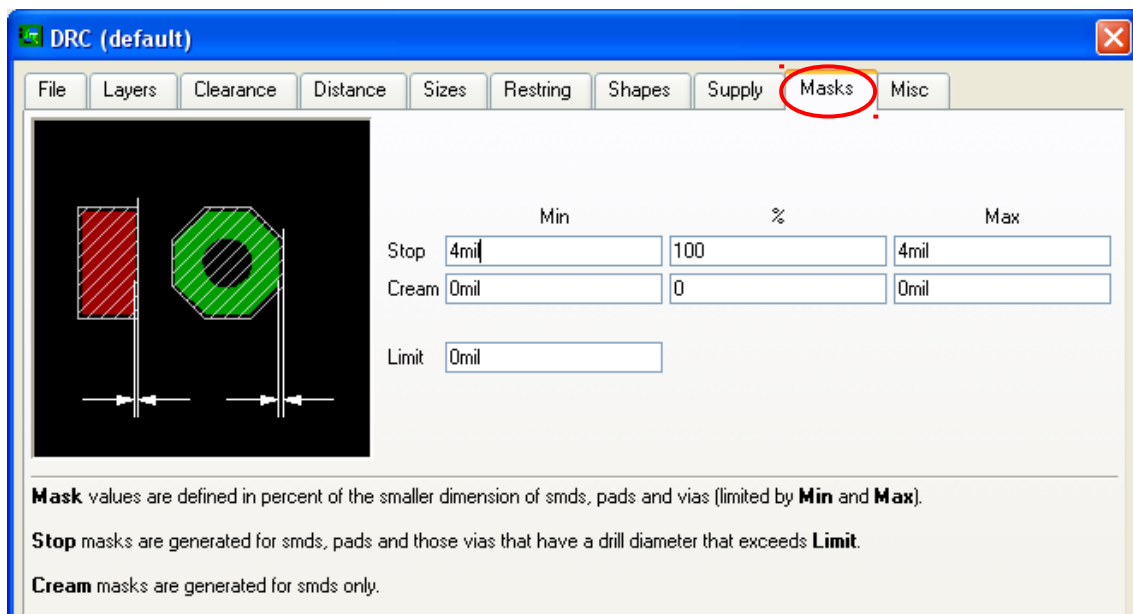 DRC (default)
File Layers Clearance Distance Sizes Restring Shapes Supply Masks Misc
Min % Max
Stop 4mil 100 4mil
Cream 0mil 0 0mil
Limit 0mil
Mask values are defined in percent of the smaller dimension of smds, pads and vias (limited by Min and Max).
Stop masks are generated for smds, pads and those vias that have a drill diameter that exceeds Limit.
Cream masks are generated for smds only.